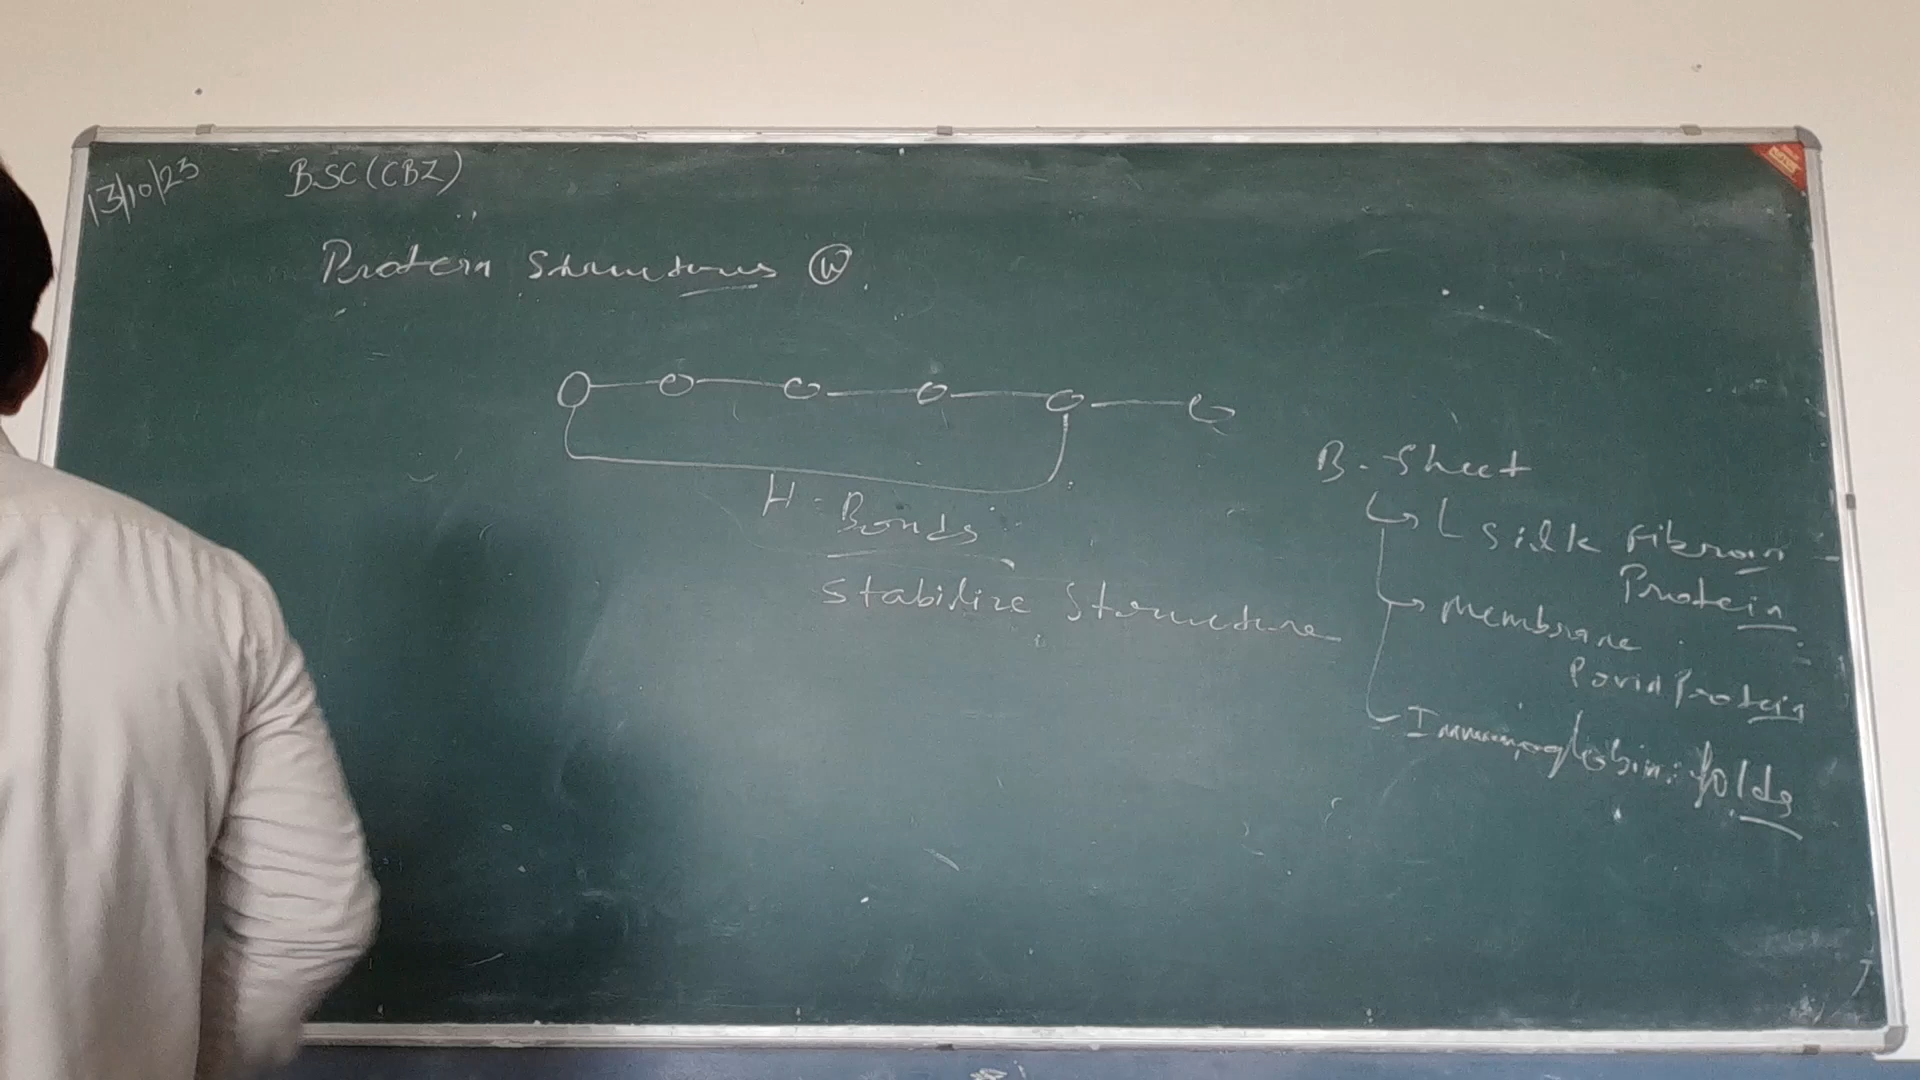 13/10/23
BSC (CBZ)
Protein Structures
H-Bonds
Stabilize Structure
B-Sheet
Silk Fibroin
Protein
Membrane
Porin Protein
Immunoglobin folds